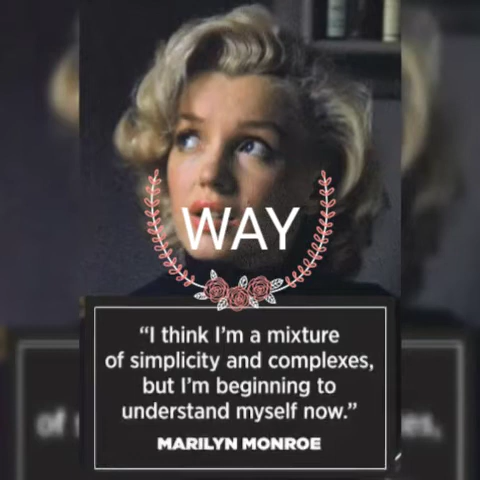 WAY
“I think I’m a mixture
of simplicity and complexes,
but I’m beginning to
understand myself now.”
MARILYN MONROE